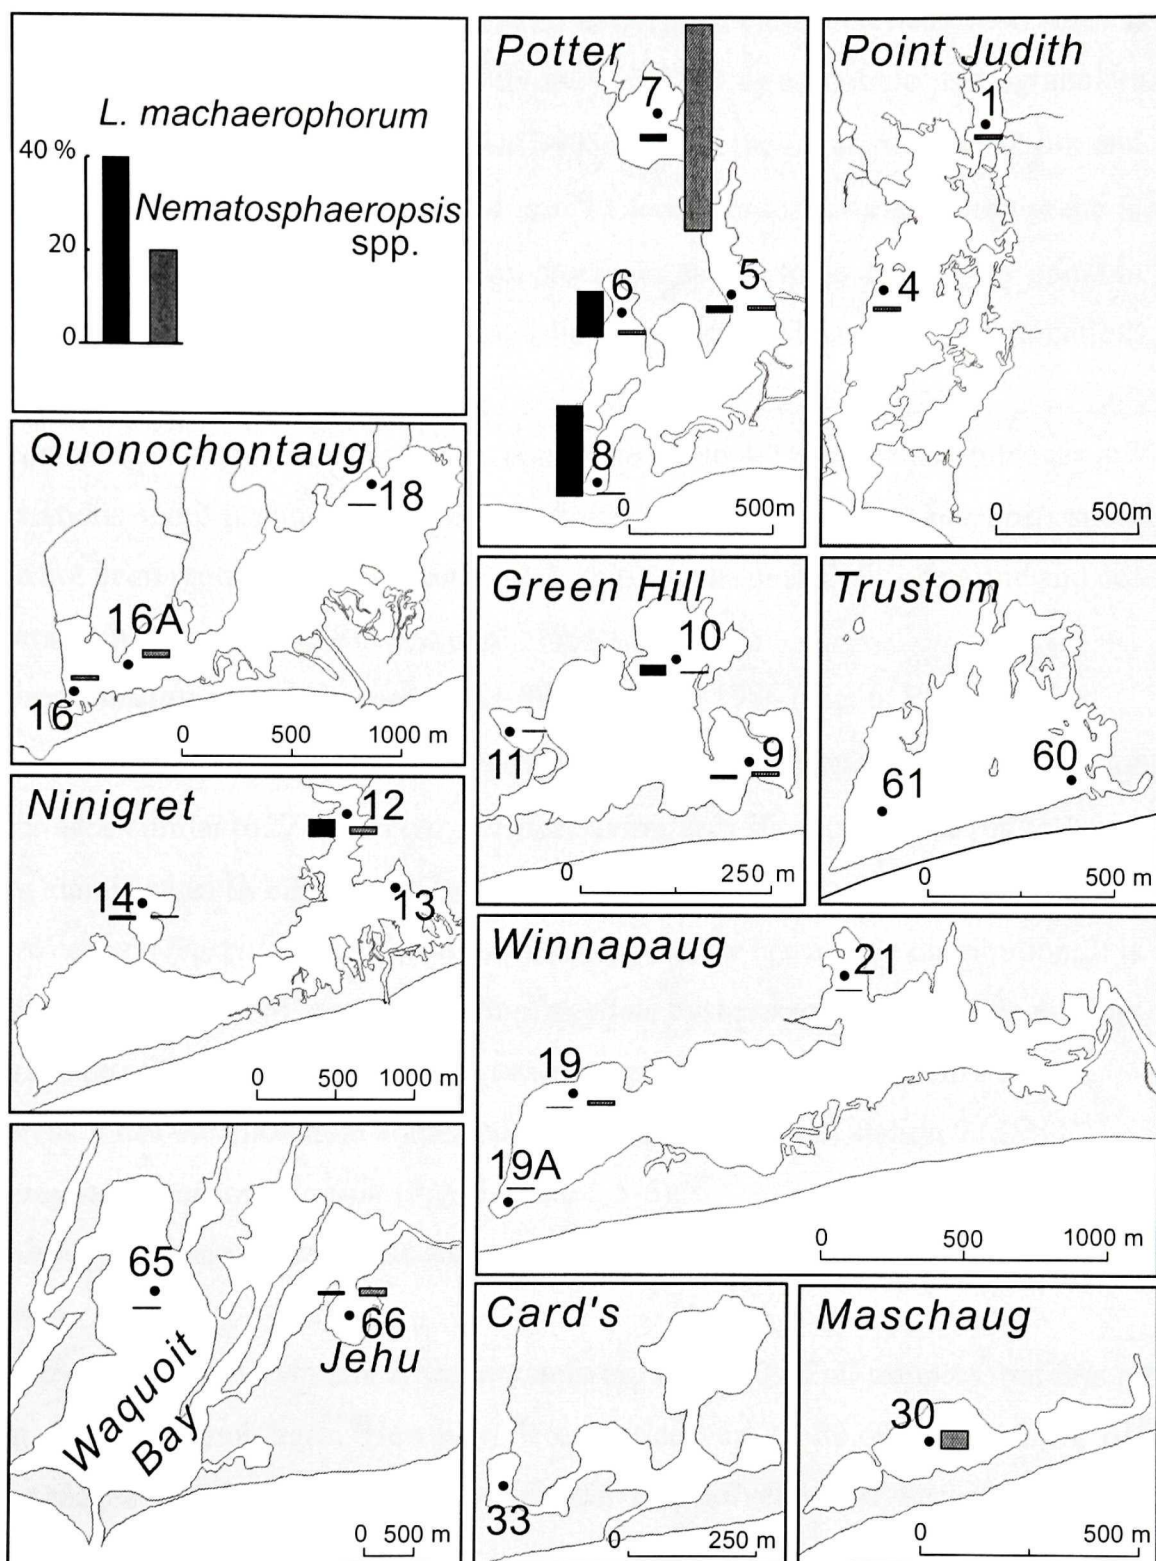 L. machaerophorum
40 %
Nematosphaeropsis
spp.
20
0
Potter
7
6
5
8
0 500m
Point Judith
1
4
0 500m
Quonochontaug
18
16A
16
0 500 1000 m
Green Hill
10
11
9
0 250 m
Trustom
60
61
0 500 m
Ninigret
12
14
13
0 500 1000 m
Winnapaug
21
19
19A
0 500 1000 m
65
66
Jehu
Waquoit
Bay
0 500 m
Card's
33
0 250 m
Maschaug
30
0 500 m